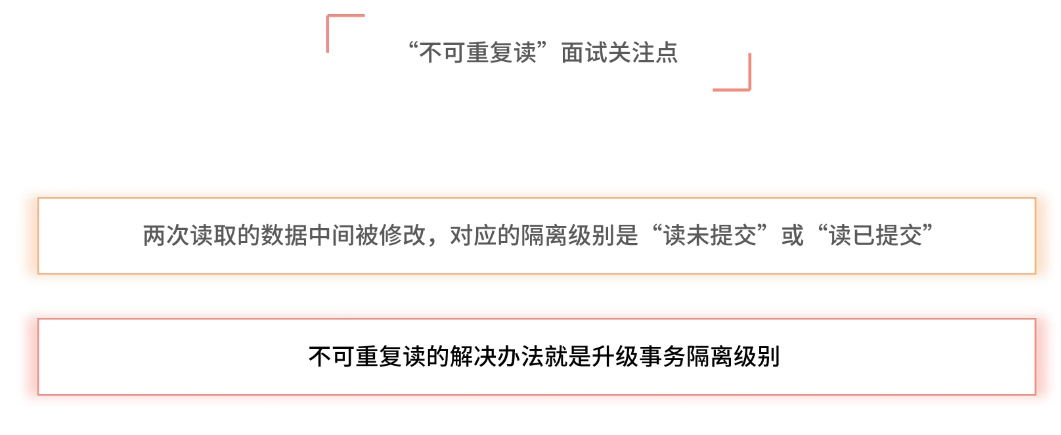 “不可重复读”面试关注点
两次读取的数据中间被修改，对应的隔离级别是“读未提交”或“读已提交”
不可重复读的解决办法就是升级事务隔离级别